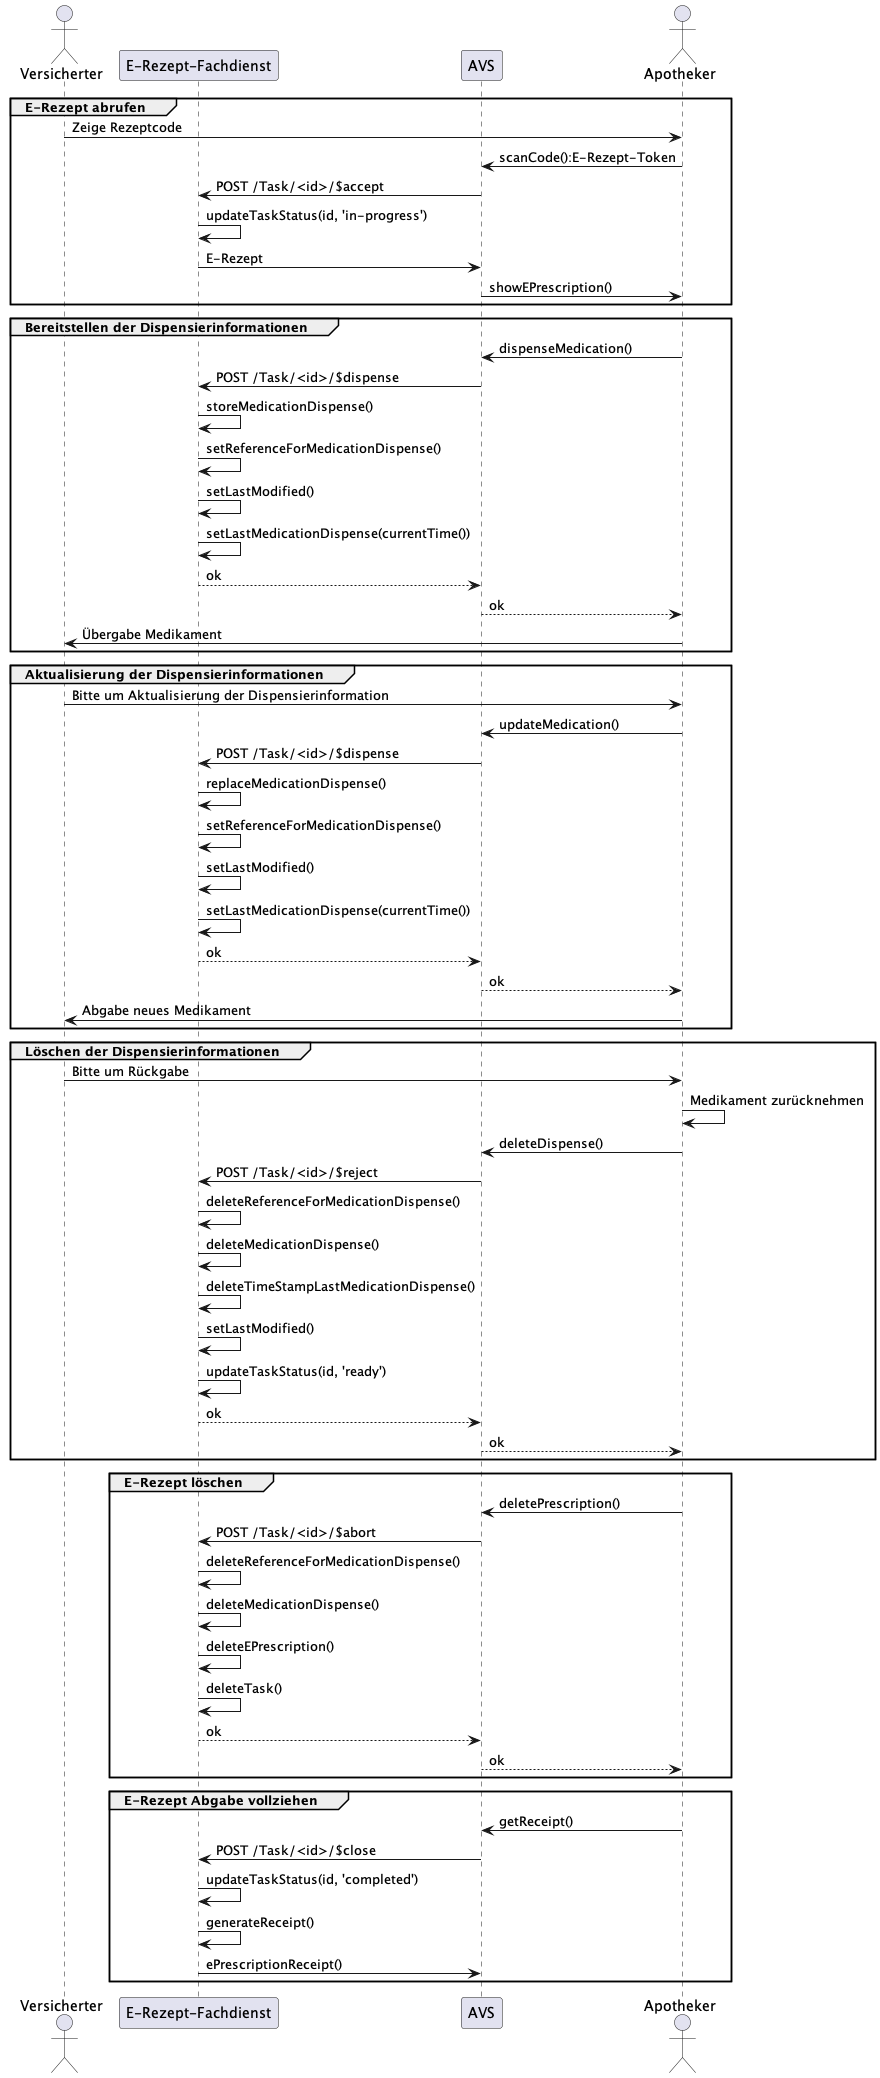 Versicherter
E-Rezept-Fachdienst
AVS
Apotheker
E-Rezept abrufen
Zeige Rezeptcode
scanCode():E-Rezept-Token
POST /Task/<id>/$accept
updateTaskStatus(id, 'in-progress')
E-Rezept
showEPrescription()
Bereitstellen der Dispensierinformationen
dispenseMedication()
POST /Task/<id>/$dispense
storeMedicationDispense()
setReferenceForMedicationDispense()
setLastModified()
setLastMedicationDispense(currentTime())
ok
ok
Übergabe Medikament
Aktualisierung der Dispensierinformationen
Bitte um Aktualisierung der Dispensierinformation
updateMedication()
POST /Task/<id>/$dispense
replaceMedicationDispense()
setReferenceForMedicationDispense()
setLastModified()
setLastMedicationDispense(currentTime())
ok
ok
Abgabe neues Medikament
Löschen der Dispensierinformationen
Bitte um Rückgabe
Medikament zurücknehmen
deleteDispense()
POST /Task/<id>/$reject
deleteReferenceForMedicationDispense()
deleteMedicationDispense()
deleteTimeStampLastMedicationDispense()
setLastModified()
updateTaskStatus(id, 'ready')
ok
ok
E-Rezept löschen
deletePrescription()
POST /Task/<id>/$abort
deleteReferenceForMedicationDispense()
deleteMedicationDispense()
deleteEPrescription()
deleteTask()
ok
ok
E-Rezept Abgabe vollziehen
getReceipt()
POST /Task/<id>/$close
updateTaskStatus(id, 'completed')
generateReceipt()
ePrescriptionReceipt()
Versicherter
E-Rezept-Fachdienst
AVS
Apotheker